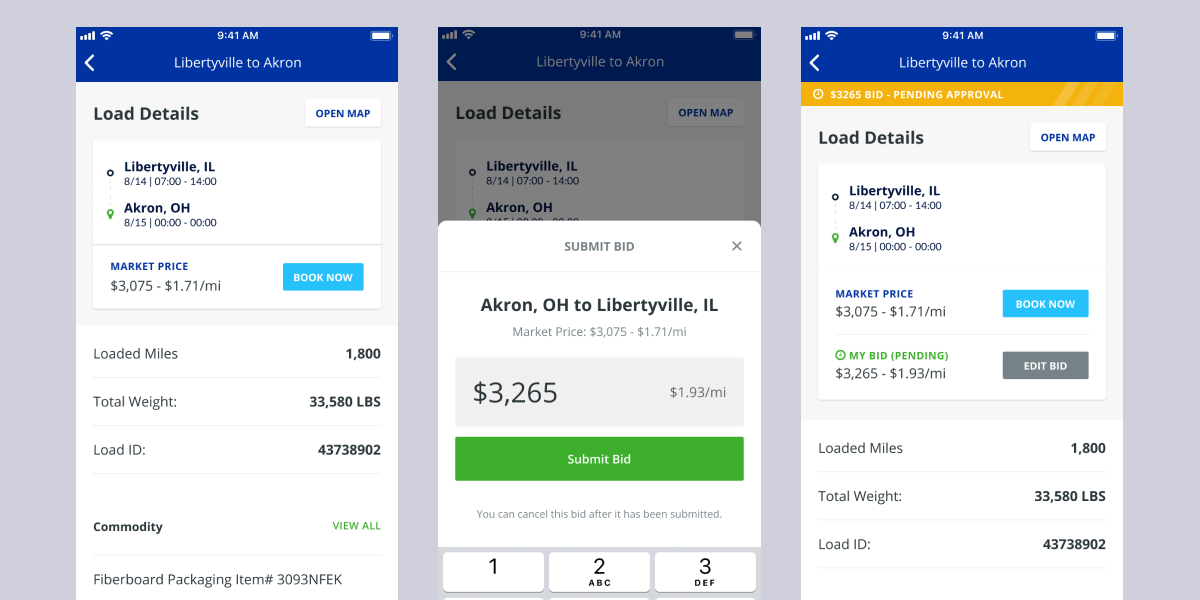 9:41 AM
Libertyville to Akron
Load Details
OPEN MAP
Libertyville, IL
8/14 | 07:00 - 14:00
Akron, OH
8/15 | 00:00 - 00:00
MARKET PRICE
$3,075 - $1.71/mi
BOOK NOW
Loaded Miles 1,800
Total Weight: 33,580 LBS
Load ID: 43738902
Commodity VIEW ALL
Fiberboard Packaging Item# 3093NFEK
9:41 AM
Libertyville to Akron
Load Details
OPEN MAP
Libertyville, IL
8/14 | 07:00 - 14:00
Akron, OH
8/15 | 00:00 - 00:00
SUBMIT BID
Akron, OH to Libertyville, IL
Market Price: $3,075 - $1.71/mi
$3,265 $1.93/mi
Submit Bid
You can cancel this bid after it has been submitted.
1 2 3
ABC DEF
9:41 AM
Libertyville to Akron
$3265 BID - PENDING APPROVAL
Load Details
OPEN MAP
Libertyville, IL
8/14 | 07:00 - 14:00
Akron, OH
8/15 | 00:00 - 00:00
MARKET PRICE
$3,075 - $1.71/mi
BOOK NOW
MY BID (PENDING)
$3,265 - $1.93/mi
EDIT BID
Loaded Miles 1,800
Total Weight: 33,580 LBS
Load ID: 43738902